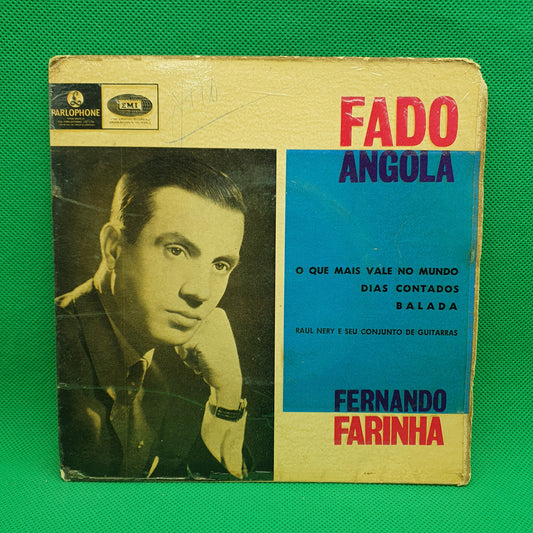 PARLOPHONE
EMI
FADO
ANGOLA
O QUE MAIS VALE NO MUNDO
DIAS CONTADOS
BALADA
RAUL NERY E SEU CONJUNTO DE GUITARRAS
FERNANDO
FARINHA